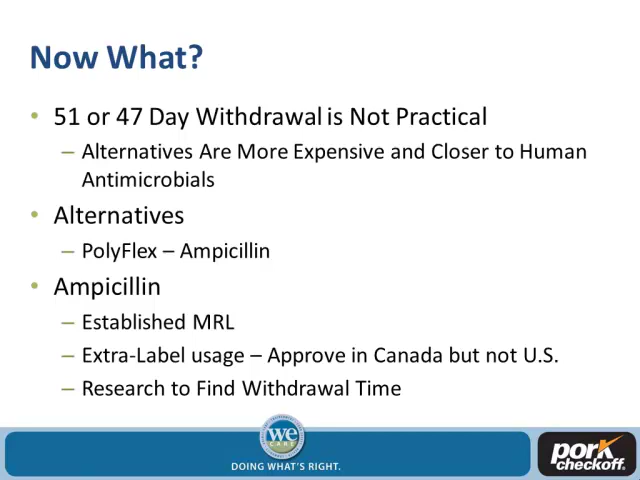 Now What?
• 51 or 47 Day Withdrawal is Not Practical
– Alternatives Are More Expensive and Closer to Human
Antimicrobials
• Alternatives
– PolyFlex – Ampicillin
• Ampicillin
– Established MRL
– Extra-Label usage – Approve in Canada but not U.S.
– Research to Find Withdrawal Time
we
CARE
DOING WHAT'S RIGHT.
pork
checkoff.